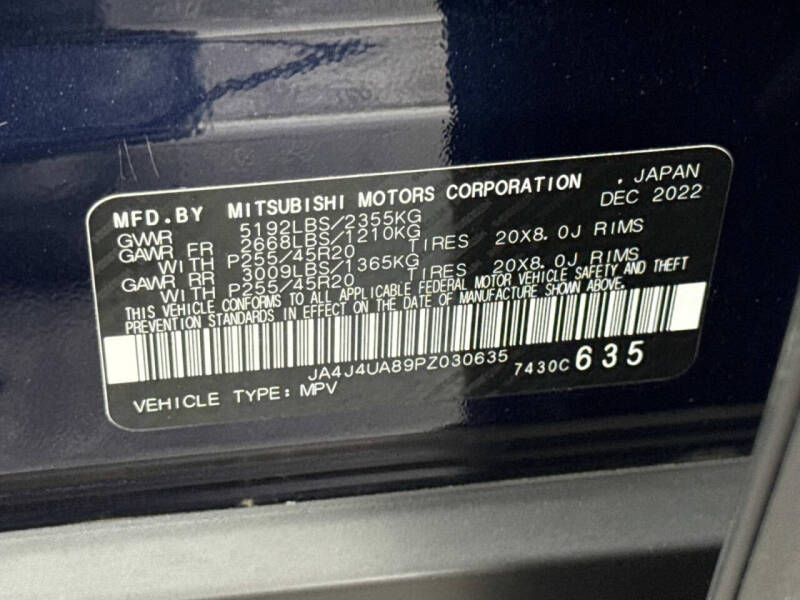 MFD.BY MITSUBISHI MOTORS CORPORATION , JAPAN
GVWR 5192LBS/2355KG DEC 2022
GAWR FR 2668LBS/1210KG
WITH P255/45R20 TIRES 20X8.0J RIMS
GAWR RR 3009LBS/1365KG
WITH P255/45R20 TIRES 20X8.0J RIMS
THIS VEHICLE CONFORMS TO ALL APPLICABLE FEDERAL MOTOR VEHICLE SAFETY AND THEFT
PREVENTION STANDARDS IN EFFECT ON THE DATE OF MANUFACTURE SHOWN ABOVE.
JA4J4UA89PZ030635 7430C 635
VEHICLE TYPE: MPV